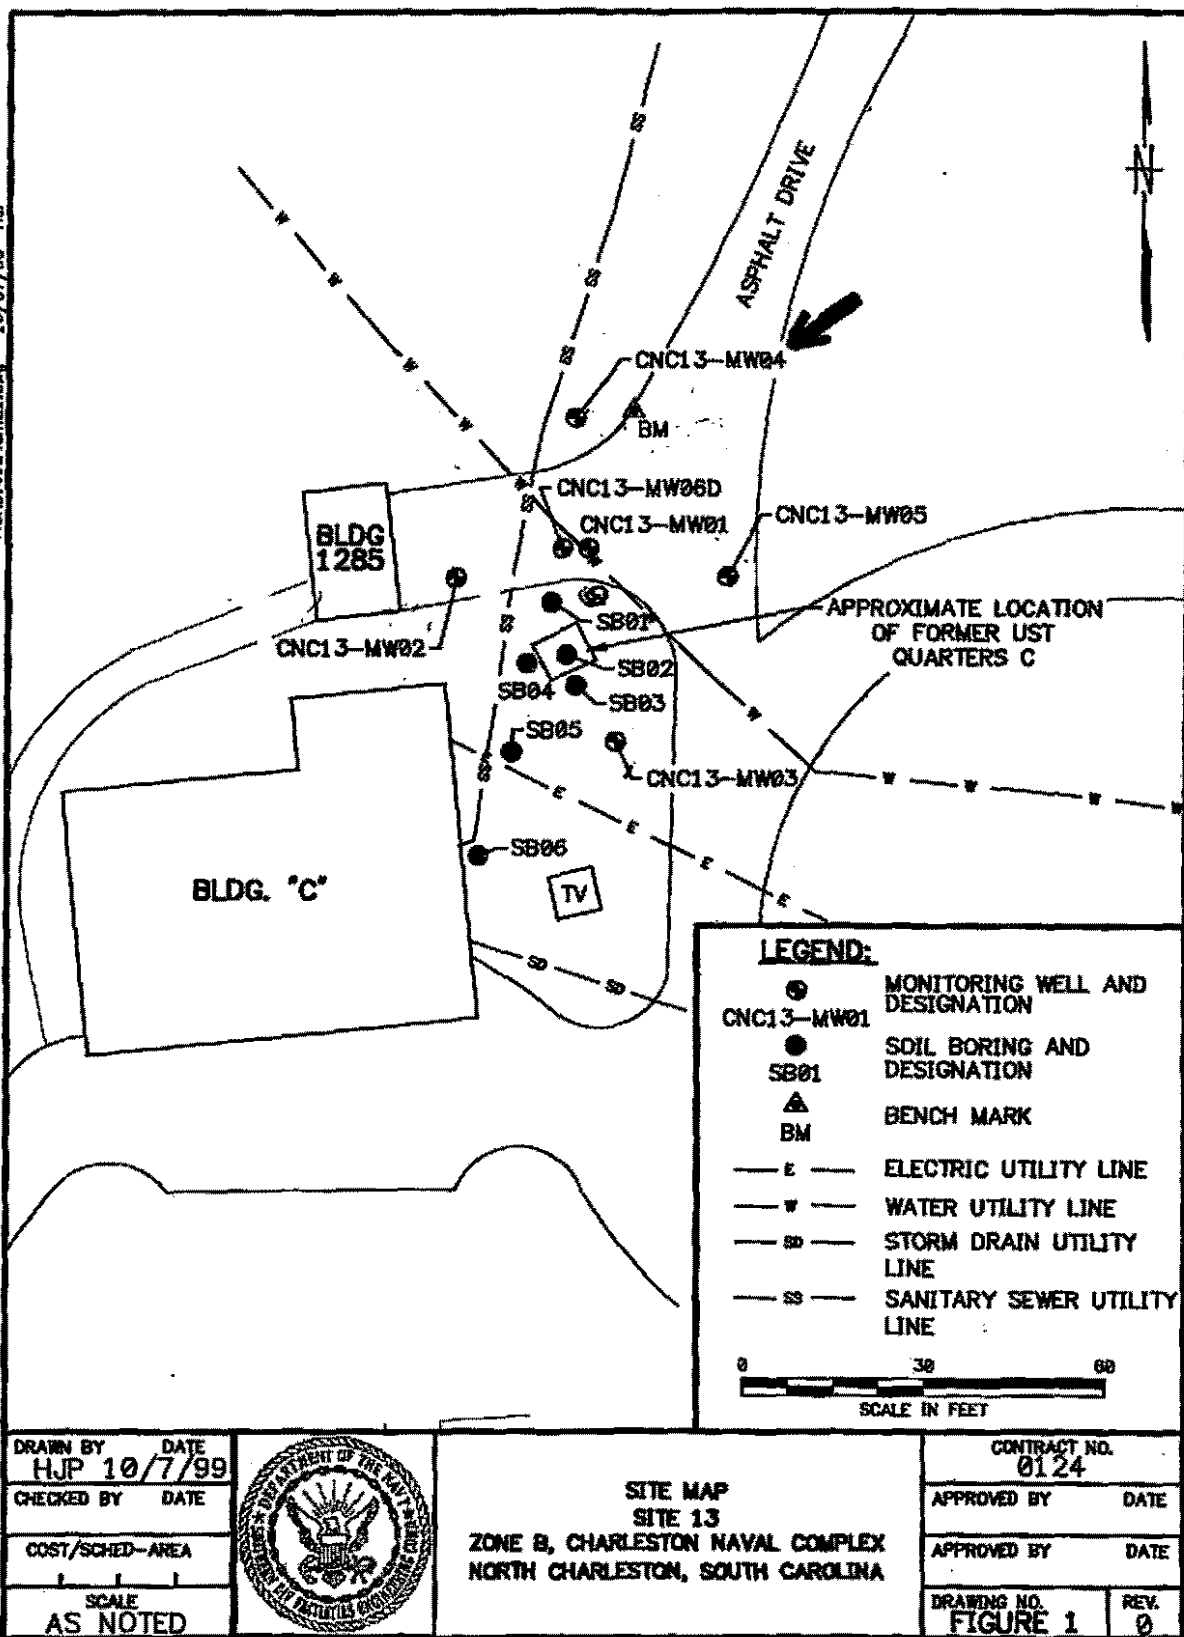 SS
SS
SS
W
W
W
W
ASPHALT DRIVE
N
CNC13-MW04
BM
CNC13-MW06D
SS
CNC13-MW01
CNC13-MW05
BLDG
1285
W
SS
SB01
APPROXIMATE LOCATION
OF FORMER UST
QUARTERS C
CNC13-MW02
SB02
SB04
SB03
W
SB05
SS
CNC13-MW03
W
W
W
W
E
E
E
E
SB06
BLDG. "C"
TV
SD
SD
LEGEND:
MONITORING WELL AND
DESIGNATION
CNC13-MW01
SOIL BORING AND
DESIGNATION
SB01
BENCH MARK
BM
E ELECTRIC UTILITY LINE
W WATER UTILITY LINE
SD STORM DRAIN UTILITY
LINE
SS SANITARY SEWER UTILITY
LINE
0 30 60
SCALE IN FEET
DRAWN BY DATE
HJP 10/7/99
CHECKED BY DATE
COST/SCHED-AREA
SCALE
AS NOTED
DEPARTMENT OF THE NAVY
SITE MAP
SITE 13
ZONE B, CHARLESTON NAVAL COMPLEX
NORTH CHARLESTON, SOUTH CAROLINA
CONTRACT NO.
0124
APPROVED BY DATE
APPROVED BY DATE
DRAWING NO.
FIGURE 1
REV.
0